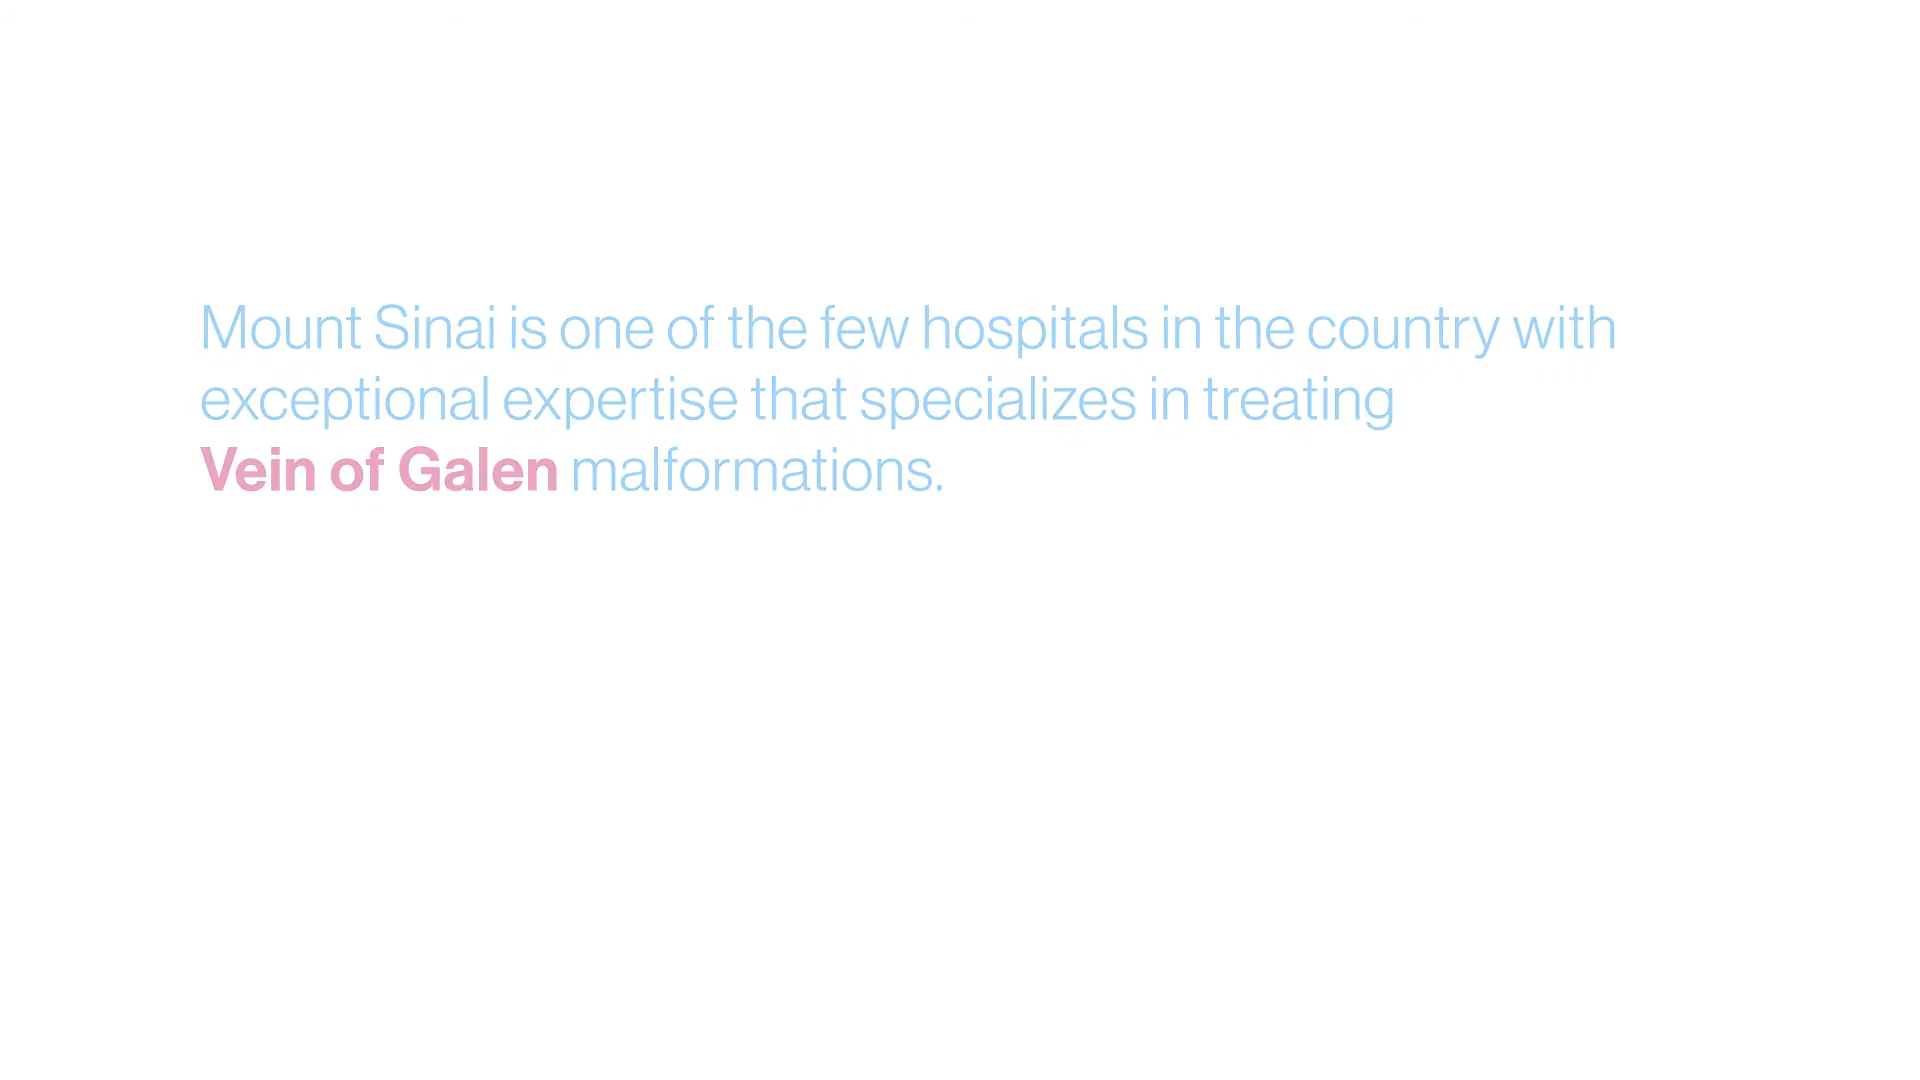 Mount Sinai is one of the few hospitals in the country with
exceptional expertise that specializes in treating
Vein of Galen malformations.